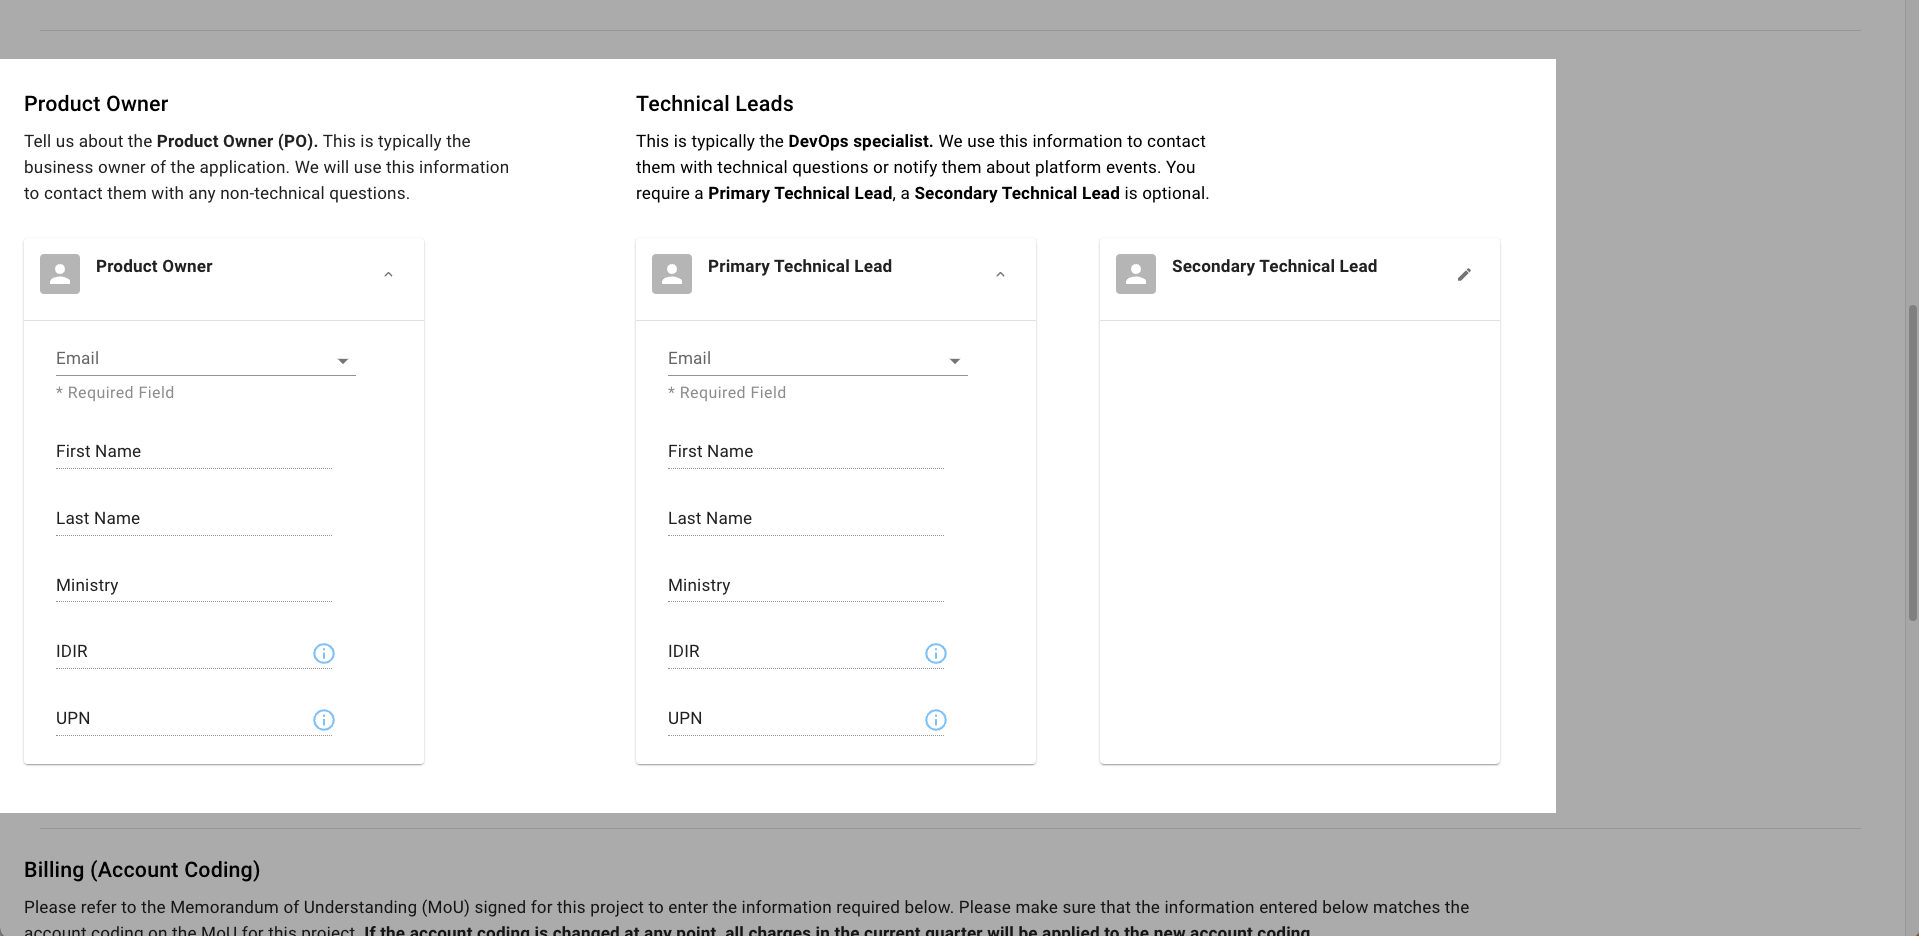 Product Owner
Tell us about the Product Owner (PO). This is typically the
business owner of the application. We will use this information
to contact them with any non-technical questions.
Product Owner
Email
* Required Field
First Name
Last Name
Ministry
IDIR
UPN
Technical Leads
This is typically the DevOps specialist. We use this information to contact
them with technical questions or notify them about platform events. You
require a Primary Technical Lead, a Secondary Technical Lead is optional.
Primary Technical Lead
Email
* Required Field
First Name
Last Name
Ministry
IDIR
UPN
Secondary Technical Lead
Billing (Account Coding)
Please refer to the Memorandum of Understanding (MoU) signed for this project to enter the information required below. Please make sure that the information entered below matches the
account coding on the MoU for this project. If the account coding is changed at any point, all charges in the current quarter will be applied to the new account coding.